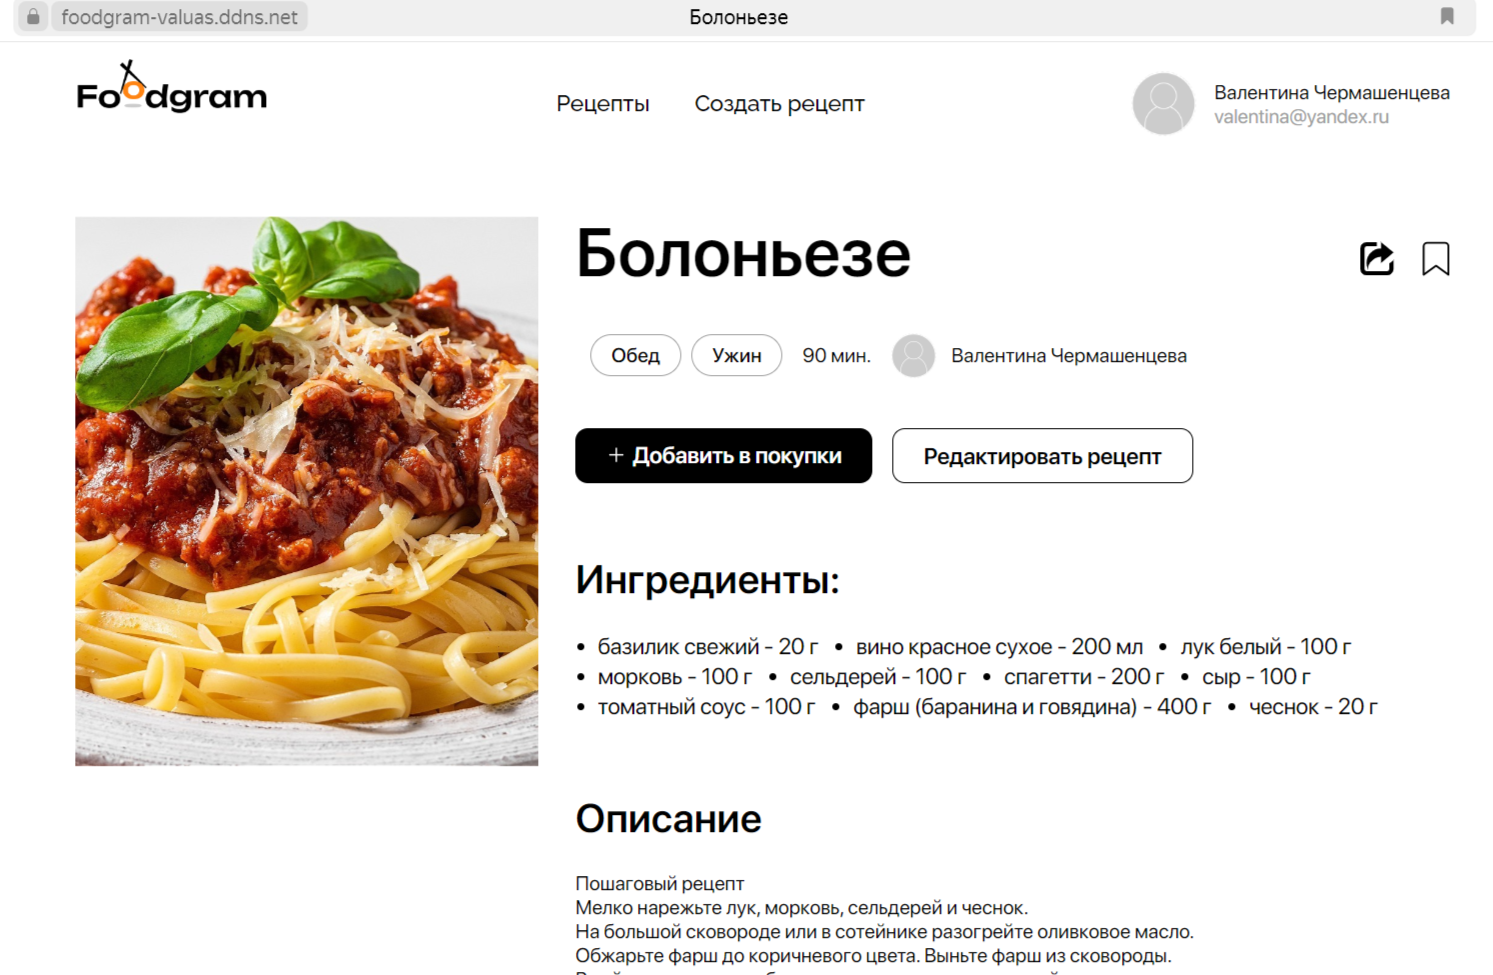 foodgram-valuas.ddns.net Болоньезе
Foodgram Рецепты Создать рецепт Валентина Чермашенцева
valentina@yandex.ru
Болоньезе
Обед Ужин 90 мин. Валентина Чермашенцева
+ Добавить в покупки Редактировать рецепт
Ингредиенты:
• базилик свежий - 20 г • вино красное сухое - 200 мл • лук белый - 100 г
• морковь - 100 г • сельдерей - 100 г • спагетти - 200 г • сыр - 100 г
• томатный соус - 100 г • фарш (баранина и говядина) - 400 г • чеснок - 20 г
Описание
Пошаговый рецепт
Мелко нарежьте лук, морковь, сельдерей и чеснок.
На большой сковороде или в сотейнике разогрейте оливковое масло.
Обжарьте фарш до коричневого цвета. Выньте фарш из сковороды.